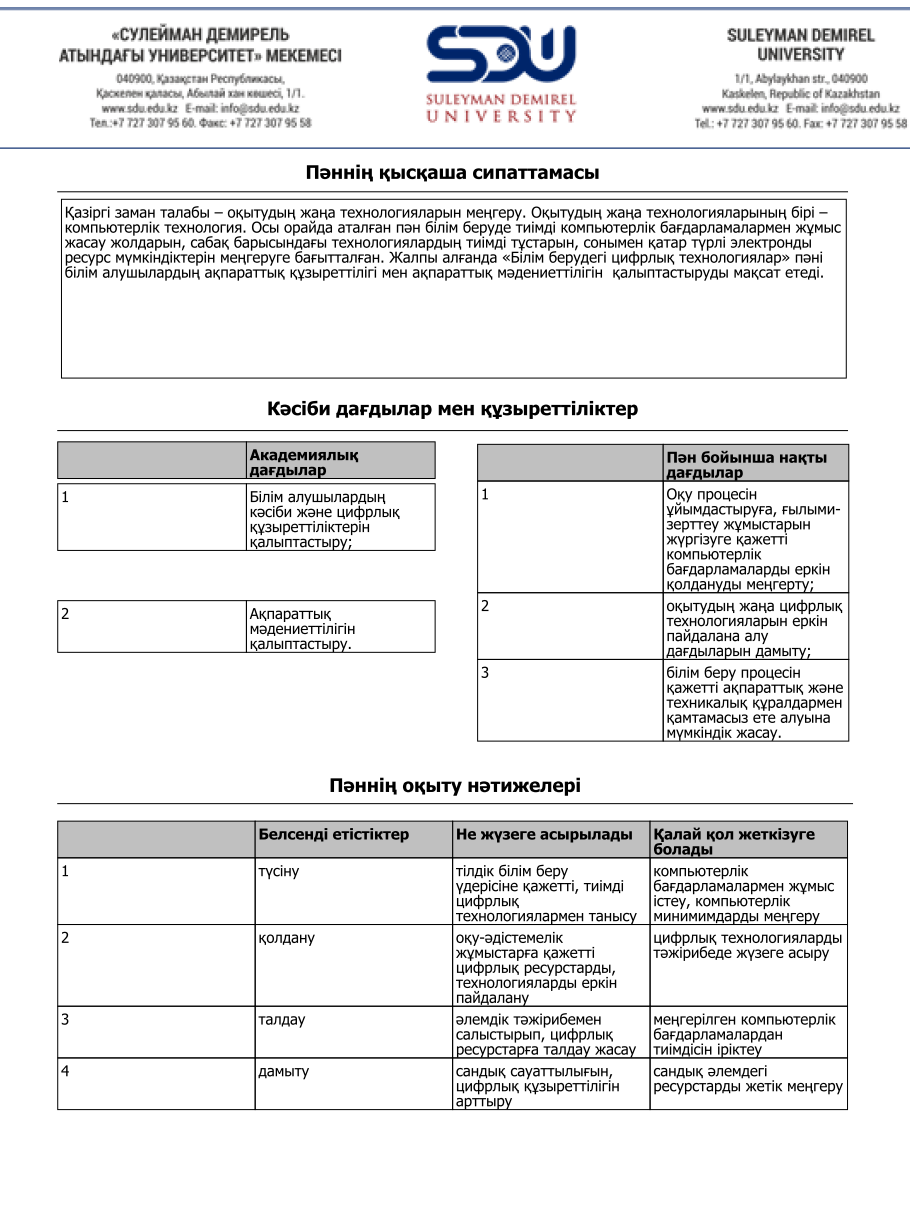 «СУЛЕЙМАН ДЕМИРЕЛЬ
АТЫНДАҒЫ УНИВЕРСИТЕТ» МЕКЕМЕСІ
040900, Қазақстан Республикасы,
Қаскелен қаласы, Абылай хан көшесі, 1/1.
www.sdu.edu.kz E-mail: info@sdu.edu.kz
Тел.:+7 727 307 95 60. Факс: +7 727 307 95 58
SDU
SULEYMAN DEMIREL
UNIVERSITY
SULEYMAN DEMIREL
UNIVERSITY
1/1, Abylaykhan str., 040900
Kaskelen, Republic of Kazakhstan
www.sdu.edu.kz E-mail: info@sdu.edu.kz
Tel.: +7 727 307 95 60. Fax: +7 727 307 95 58
Пәннің қысқаша сипаттамасы
Қазіргі заман талабы – оқытудың жаңа технологияларын меңгеру. Оқытудың жаңа технологияларының бірі –
компьютерлік технология. Осы орайда аталған пән білім беруде тиімді компьютерлік бағдарламалармен жұмыс
жасау жолдарын, сабақ барысындағы технологиялардың тиімді тұстарын, сонымен қатар түрлі электронды
ресурс мүмкіндіктерін меңгеруге бағытталған. Жалпы алғанда «Білім берудегі цифрлық технологиялар» пәні
білім алушылардың ақпараттық құзыреттілігі мен ақпараттық мәдениеттілігін қалыптастыруды мақсат етеді.
Кәсіби дағдылар мен құзыреттіліктер
Академиялық
дағдылар
1 Білім алушылардың
кәсіби және цифрлық
құзыреттіліктерін
қалыптастыру;
2 Ақпараттық
мәдениеттілігін
қалыптастыру.
Пән бойынша нақты
дағдылар
1 Оқу процесін
ұйымдастыруға, ғылыми-
зерттеу жұмыстарын
жүргізуге қажетті
компьютерлік
бағдарламаларды еркін
қолдануды меңгерту;
2 оқытудың жаңа цифрлық
технологияларын еркін
пайдалана алу
дағдыларын дамыту;
3 білім беру процесін
қажетті ақпараттық және
техникалық құралдармен
қамтамасыз ете алуына
мүмкіндік жасау.
Пәннің оқыту нәтижелері
Белсенді етістіктер
Не жүзеге асырылады
Қалай қол жеткізуге
болады
1
түсіну
тілдік білім беру
үдерісіне қажетті, тиімді
цифрлық
технологиялармен танысу
компьютерлік
бағдарламалармен жұмыс
істеу, компьютерлік
минимимдарды меңгеру
2
қолдану
оқу-әдістемелік
жұмыстарға қажетті
цифрлық ресурстарды,
технологияларды еркін
пайдалану
цифрлық технологияларды
тәжірибеде жүзеге асыру
3
талдау
әлемдік тәжірибемен
салыстырып, цифрлық
ресурстарға талдау жасау
меңгерілген компьютерлік
бағдарламалардан
тиімдісін іріктеу
4
дамыту
сандық сауаттылығын,
цифрлық құзыреттілігін
арттыру
сандық әлемдегі
ресурстарды жетік меңгеру